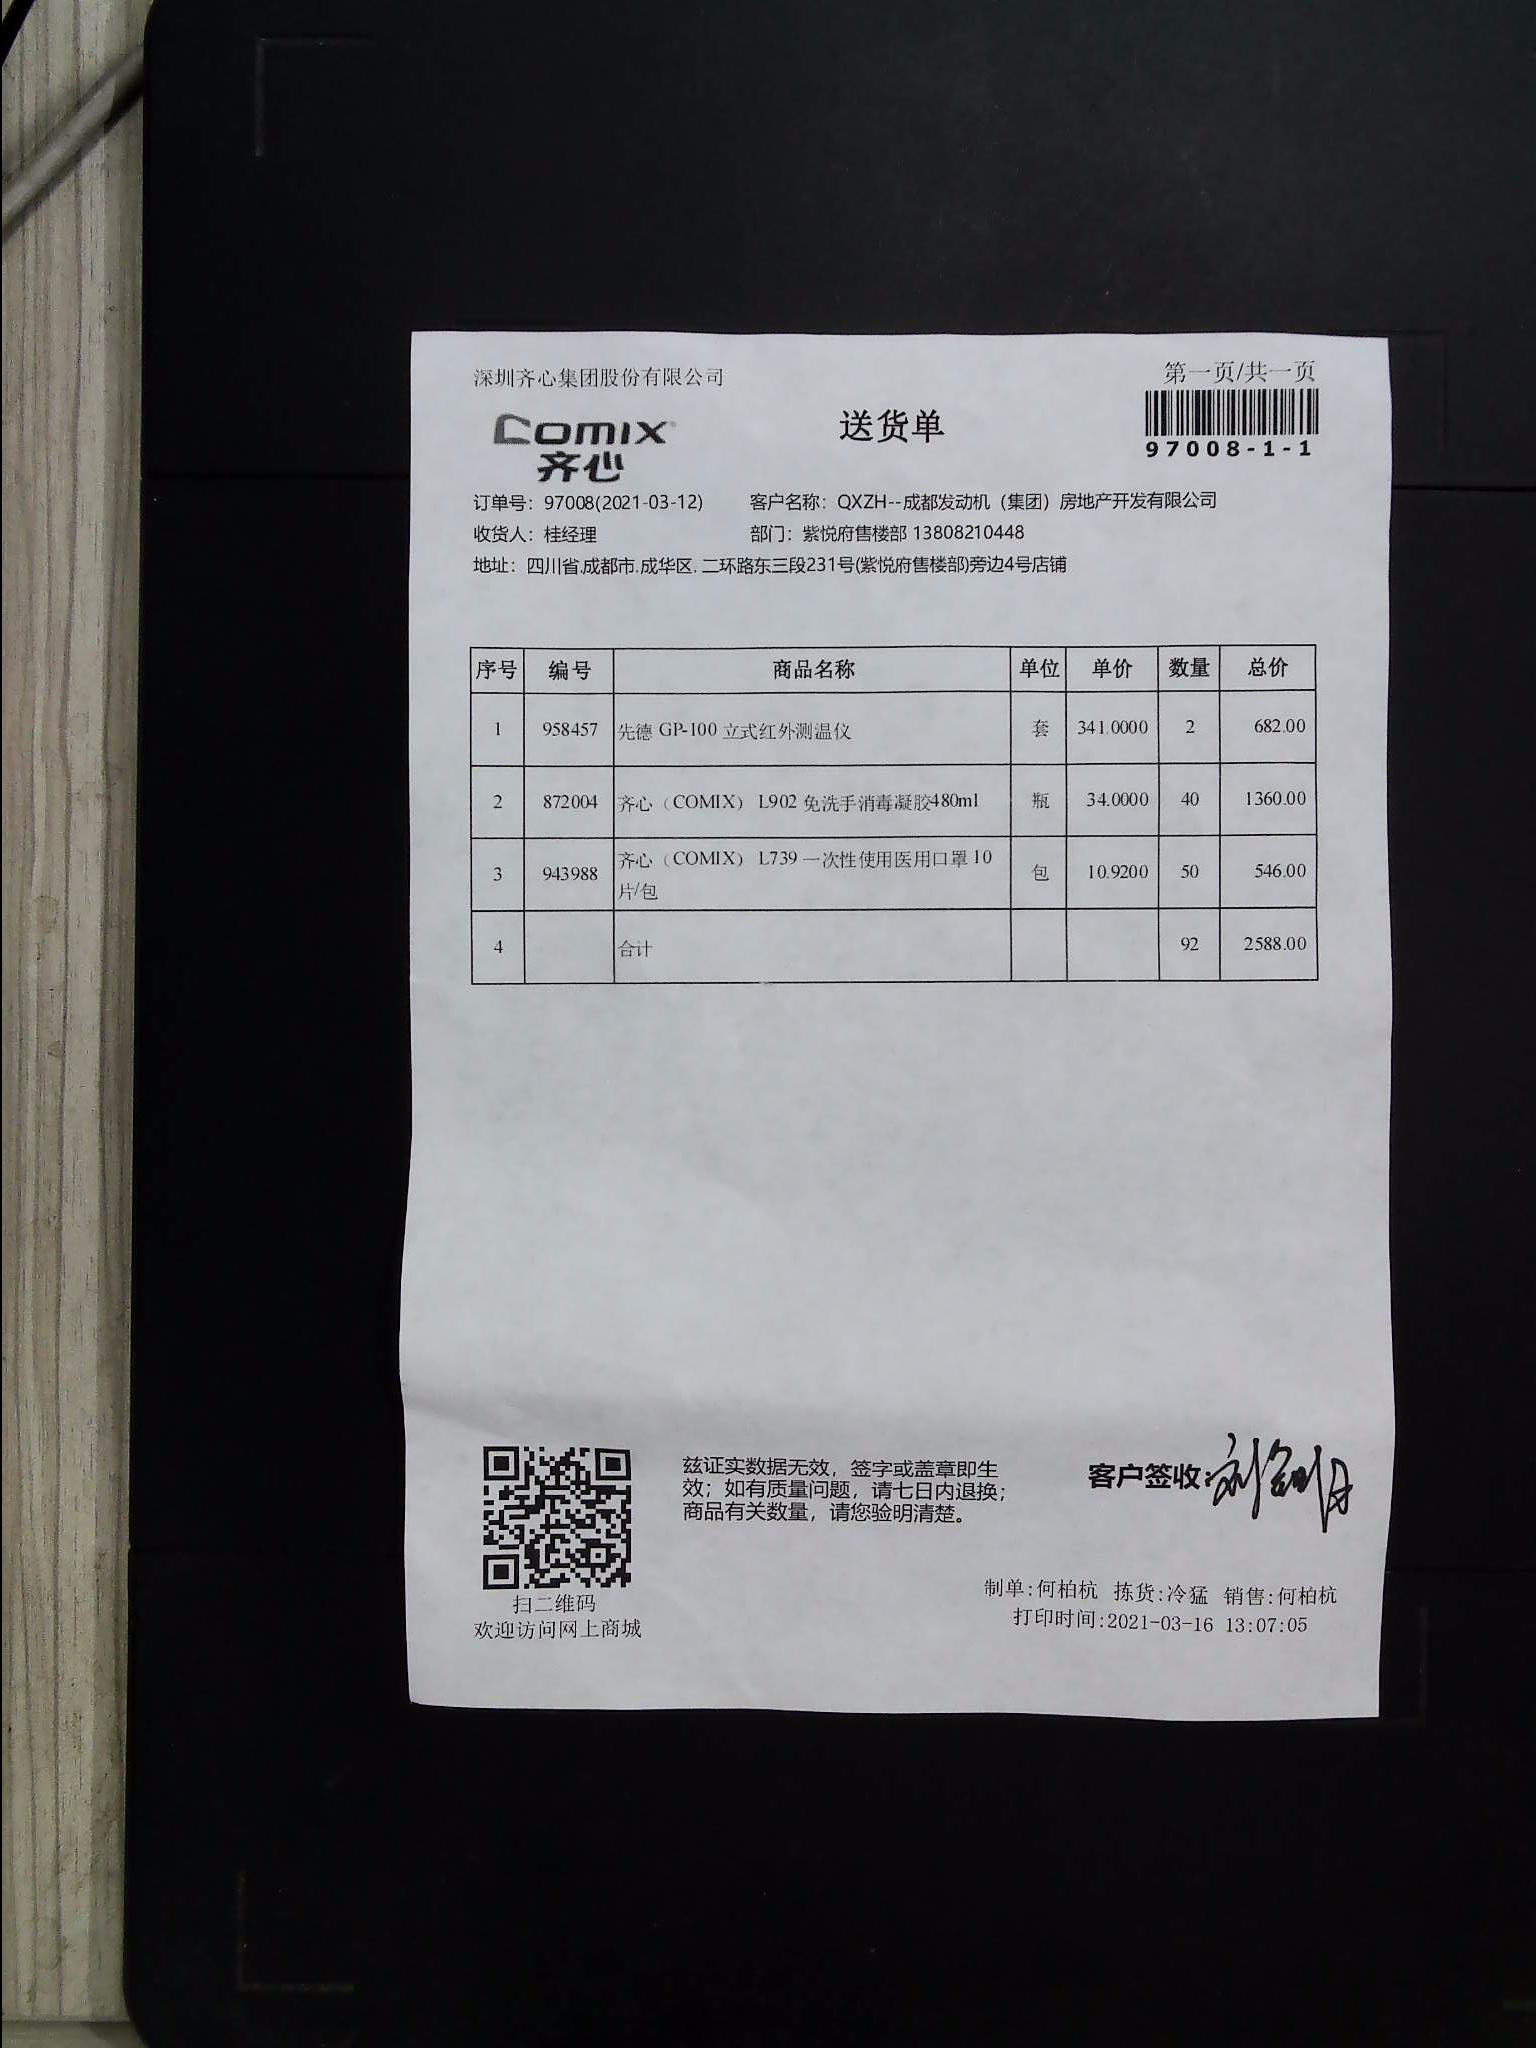 深圳齐心集团股份有限公司
第一页/共一页
COMIX
齐心
送货单
97008-1-1
订单号：97008(2021-03-12) 客户名称：QXZH--成都发动机（集团）房地产开发有限公司
收货人：桂经理 部门：紫悦府售楼部 13808210448
地址：四川省.成都市.成华区. 二环路东三段231号(紫悦府售楼部)旁边4号店铺
序号 编号 商品名称 单位 单价 数量 总价
1 958457 先德 GP-100 立式红外测温仪 套 341.0000 2 682.00
2 872004 齐心（COMIX） L902 免洗手消毒凝胶480ml 瓶 34.0000 40 1360.00
3 943988 齐心（COMIX） L739 一次性使用医用口罩 10 包 10.9200 50 546.00
片/包
4 合计 92 2588.00
兹证实数据无效，签字或盖章即生
效；如有质量问题，请七日内退换；
商品有关数量，请您验明清楚。
客户签收:
扫二维码
欢迎访问网上商城
制单:何柏杭 拣货:冷猛 销售:何柏杭
打印时间:2021-03-16 13:07:05